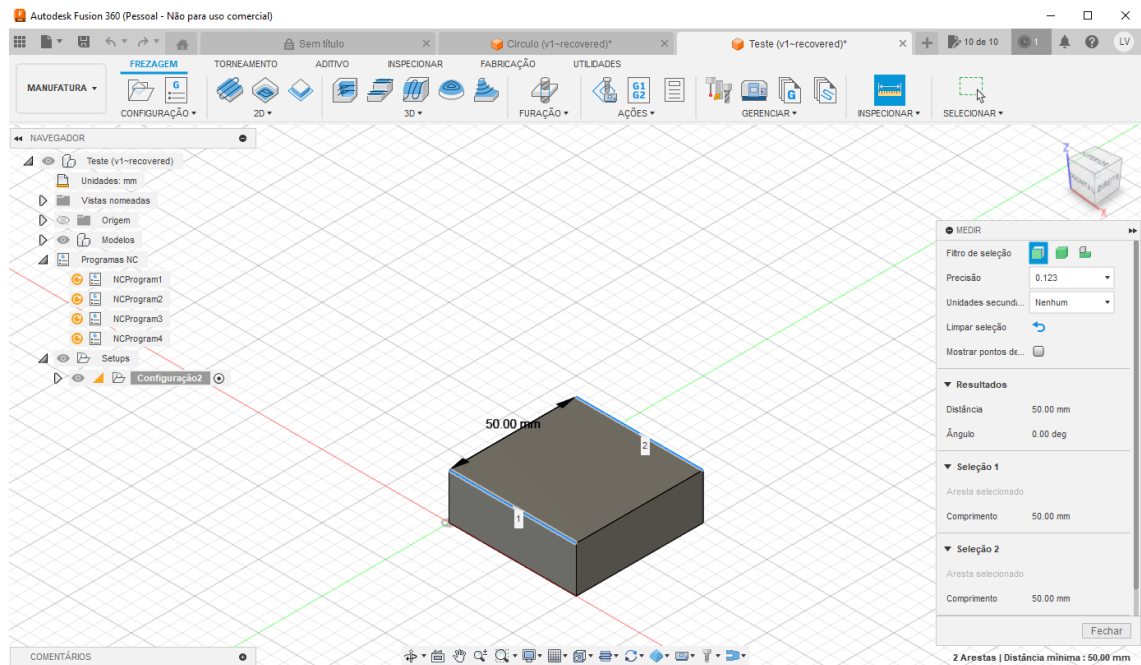 Autodesk Fusion 360 (Pessoal - Não para uso comercial)
Sem título
Circulo (v1~recovered)*
Teste (v1~recovered)*
10 de 10
1
LV
MANUFATURA
FREZAGEM
TORNEAMENTO
ADITIVO
INSPECIONAR
FABRICAÇÃO
UTILIDADES
G
G1
G2
G
CONFIGURAÇÃO
2D
3D
FURAÇÃO
AÇÕES
GERENCIAR
INSPECIONAR
SELECIONAR
NAVEGADOR
Teste (v1~recovered)
Unidades: mm
Vistas nomeadas
Origem
Modelos
Programas NC
NCProgram1
NCProgram2
NCProgram3
NCProgram4
Setups
Configuração2
50.00 mm
1
2
Z
X
MEDIR
Filtro de seleção
Precisão 0.123
Unidades secundi... Nenhum
Limpar seleção
Mostrar pontos de...
Resultados
Distância 50.00 mm
Ângulo 0.00 deg
Seleção 1
Aresta selecionado
Comprimento 50.00 mm
Seleção 2
Aresta selecionado
Comprimento 50.00 mm
Fechar
COMENTÁRIOS
2 Arestas | Distância mínima : 50.00 mm